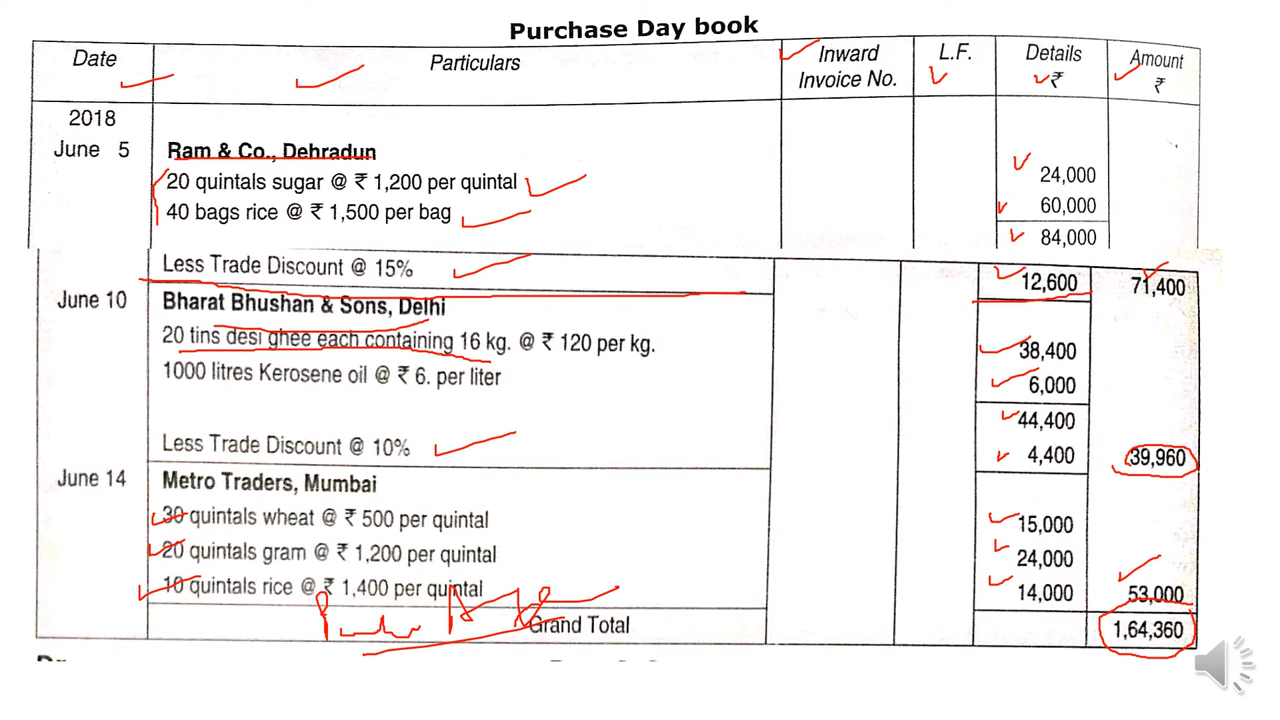 Purchase Day book
Date Particulars Inward Invoice No. L.F. Details ₹ Amount ₹
2018
June 5 Ram & Co., Dehradun
20 quintals sugar @ ₹ 1,200 per quintal 24,000
40 bags rice @ ₹ 1,500 per bag 60,000
84,000
Less Trade Discount @ 15% 12,600 71,400
June 10 Bharat Bhushan & Sons, Delhi
20 tins desi ghee each containing 16 kg. @ ₹ 120 per kg. 38,400
1000 litres Kerosene oil @ ₹ 6. per liter 6,000
44,400
Less Trade Discount @ 10% 4,400 39,960
June 14 Metro Traders, Mumbai
30 quintals wheat @ ₹ 500 per quintal 15,000
20 quintals gram @ ₹ 1,200 per quintal 24,000
10 quintals rice @ ₹ 1,400 per quintal 14,000 53,000
Grand Total 1,64,360